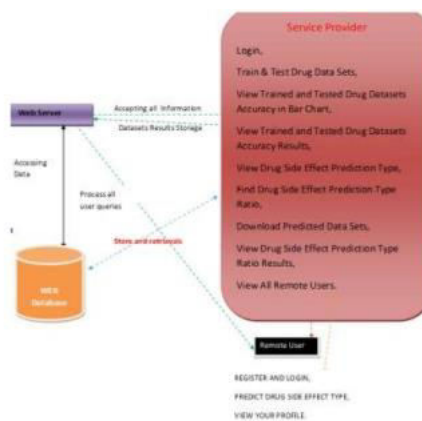 Service Provider
Login,
Train & Test Drug Data Sets,
View Trained and Tested Drug Datasets
Accuracy in Bar Chart,
View Trained and Tested Drug Datasets
Accuracy Results,
View Drug Side Effect Prediction Type,
Find Drug Side Effect Prediction Type
Ratio,
Download Predicted Data Sets,
View Drug Side Effect Prediction Type
Ratio Results,
View All Remote Users.
Web Server
Accepting all Information
Datasets Results Storage
Accessing
Data
Process all
user queries
Store and retrievals
WEB
Database
Remote User
REGISTER AND LOGIN,
PREDICT DRUG SIDE EFFECT TYPE,
VIEW YOUR PROFILE.